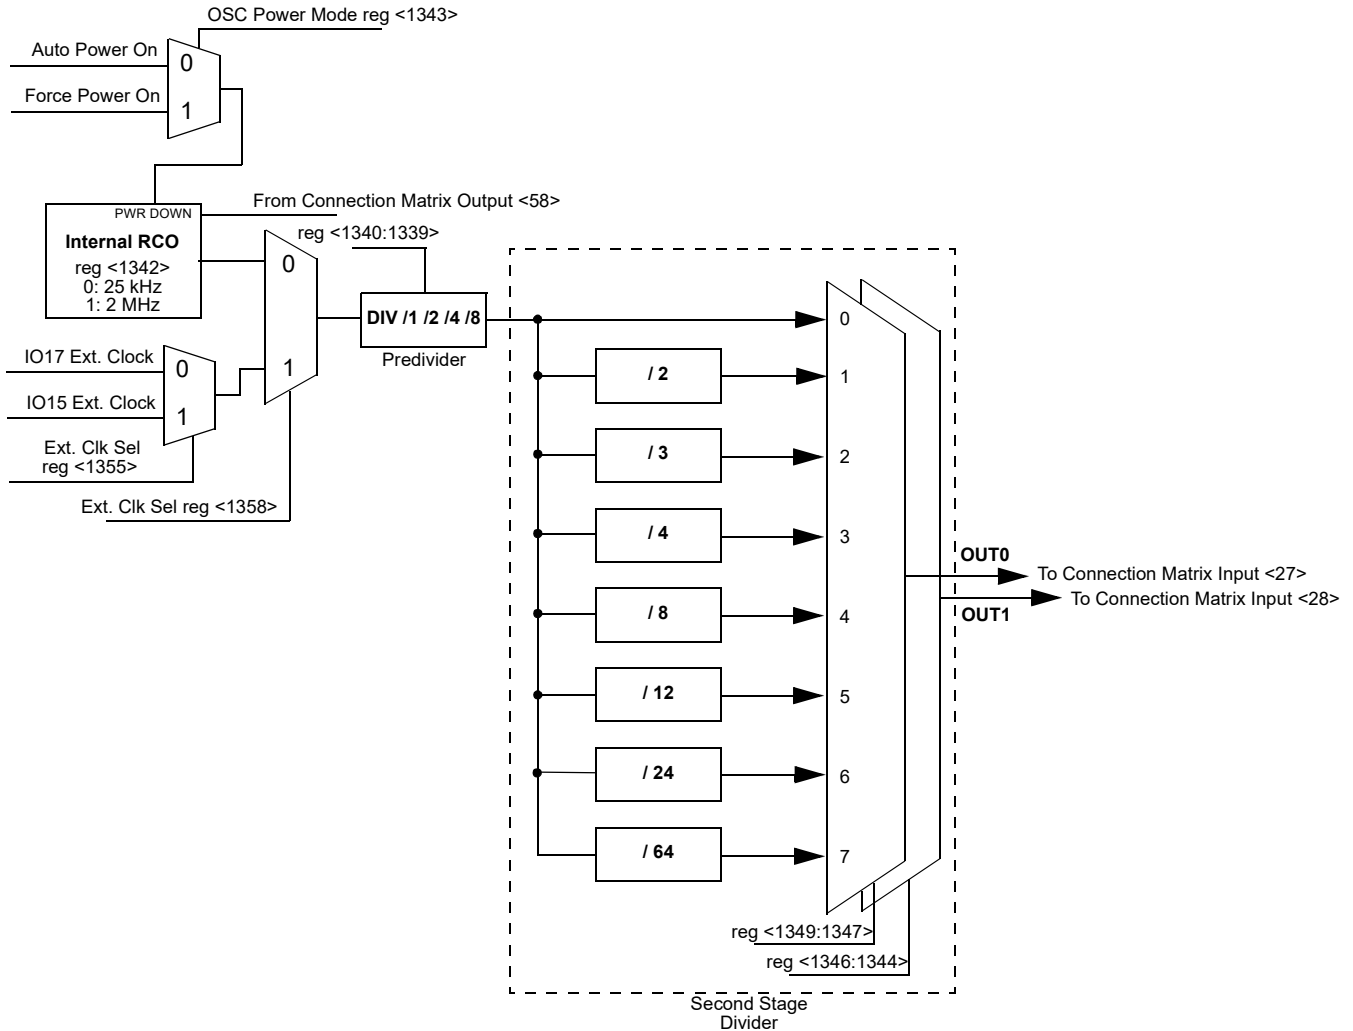 OSC Power Mode reg <1343>
Auto Power On
0
Force Power On
1
From Connection Matrix Output <58>
PWR DOWN
Internal RCO
reg <1342>
0: 25 kHz
1: 2 MHz
reg <1340:1339>
0
DIV /1 /2 /4 /8
Predivider
IO17 Ext. Clock
0
1
IO15 Ext. Clock
1
Ext. Clk Sel
reg <1355>
Ext. Clk Sel reg <1358>
0
/ 2
1
/ 3
2
/ 4
3
OUT0
To Connection Matrix Input <27>
To Connection Matrix Input <28>
OUT1
/ 8
4
/ 12
5
/ 24
6
/ 64
7
reg <1349:1347>
reg <1346:1344>
Second Stage
Divider